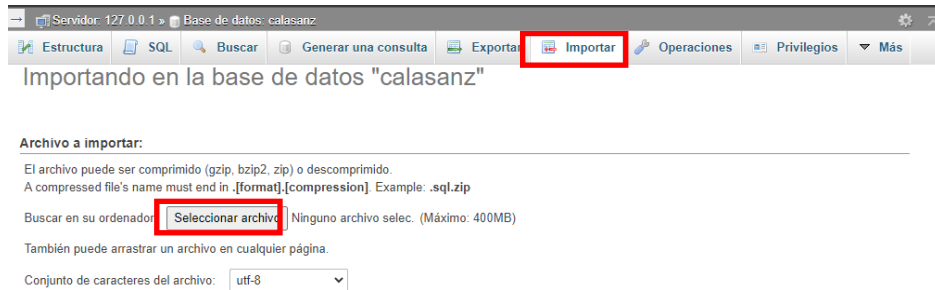 Servidor: 127.0.0.1 » Base de datos: calasanz
Estructura SQL Buscar Generar una consulta Exportar Importar Operaciones Privilegios Más
Importando en la base de datos "calasanz"
Archivo a importar:
El archivo puede ser comprimido (gzip, bzip2, zip) o descomprimido.
A compressed file's name must end in .[format].[compression]. Example: .sql.zip
Buscar en su ordenador: Seleccionar archivo Ninguno archivo selec. (Máximo: 400MB)
También puede arrastrar un archivo en cualquier página.
Conjunto de caracteres del archivo: utf-8